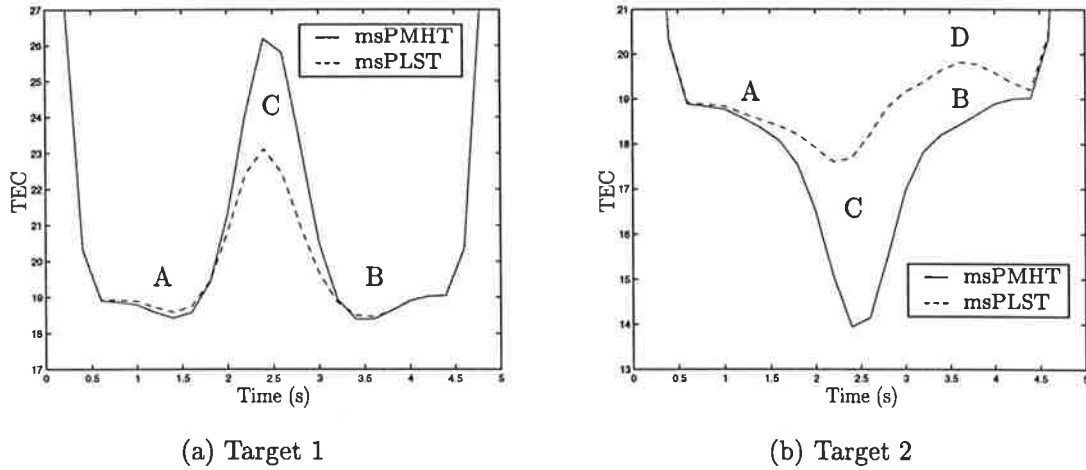 27
26
25
24
23
22
21
20
19
18
17
TEC
msPMHT
msPLST
A
C
B
0
0.5
1
1.5
2
2.5
3
3.5
4
4.5
5
Time (s)
(a) Target 1
21
20
19
18
17
16
15
14
13
TEC
A
D
B
C
msPMHT
msPLST
0
0.5
1
1.5
2
2.5
3
3.5
4
4.5
5
Time (s)
(b) Target 2